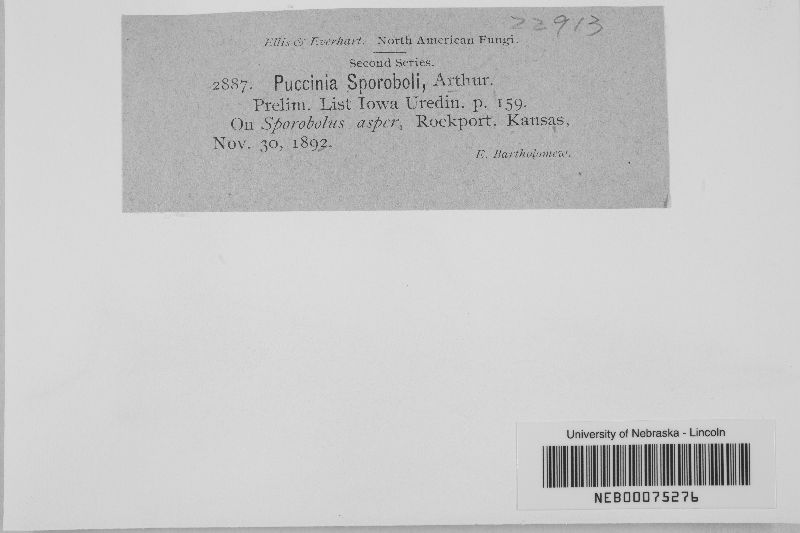 22913
Ellis & Everhart. North American Fungi.
Second Series.
2887. Puccinia Sporoboli, Arthur.
Prelim. List Iowa Uredin. p. 159.
On Sporobolus asper, Rockport, Kansas,
Nov. 30, 1892.
E. Bartholomew.
University of Nebraska - Lincoln
NEB00075276